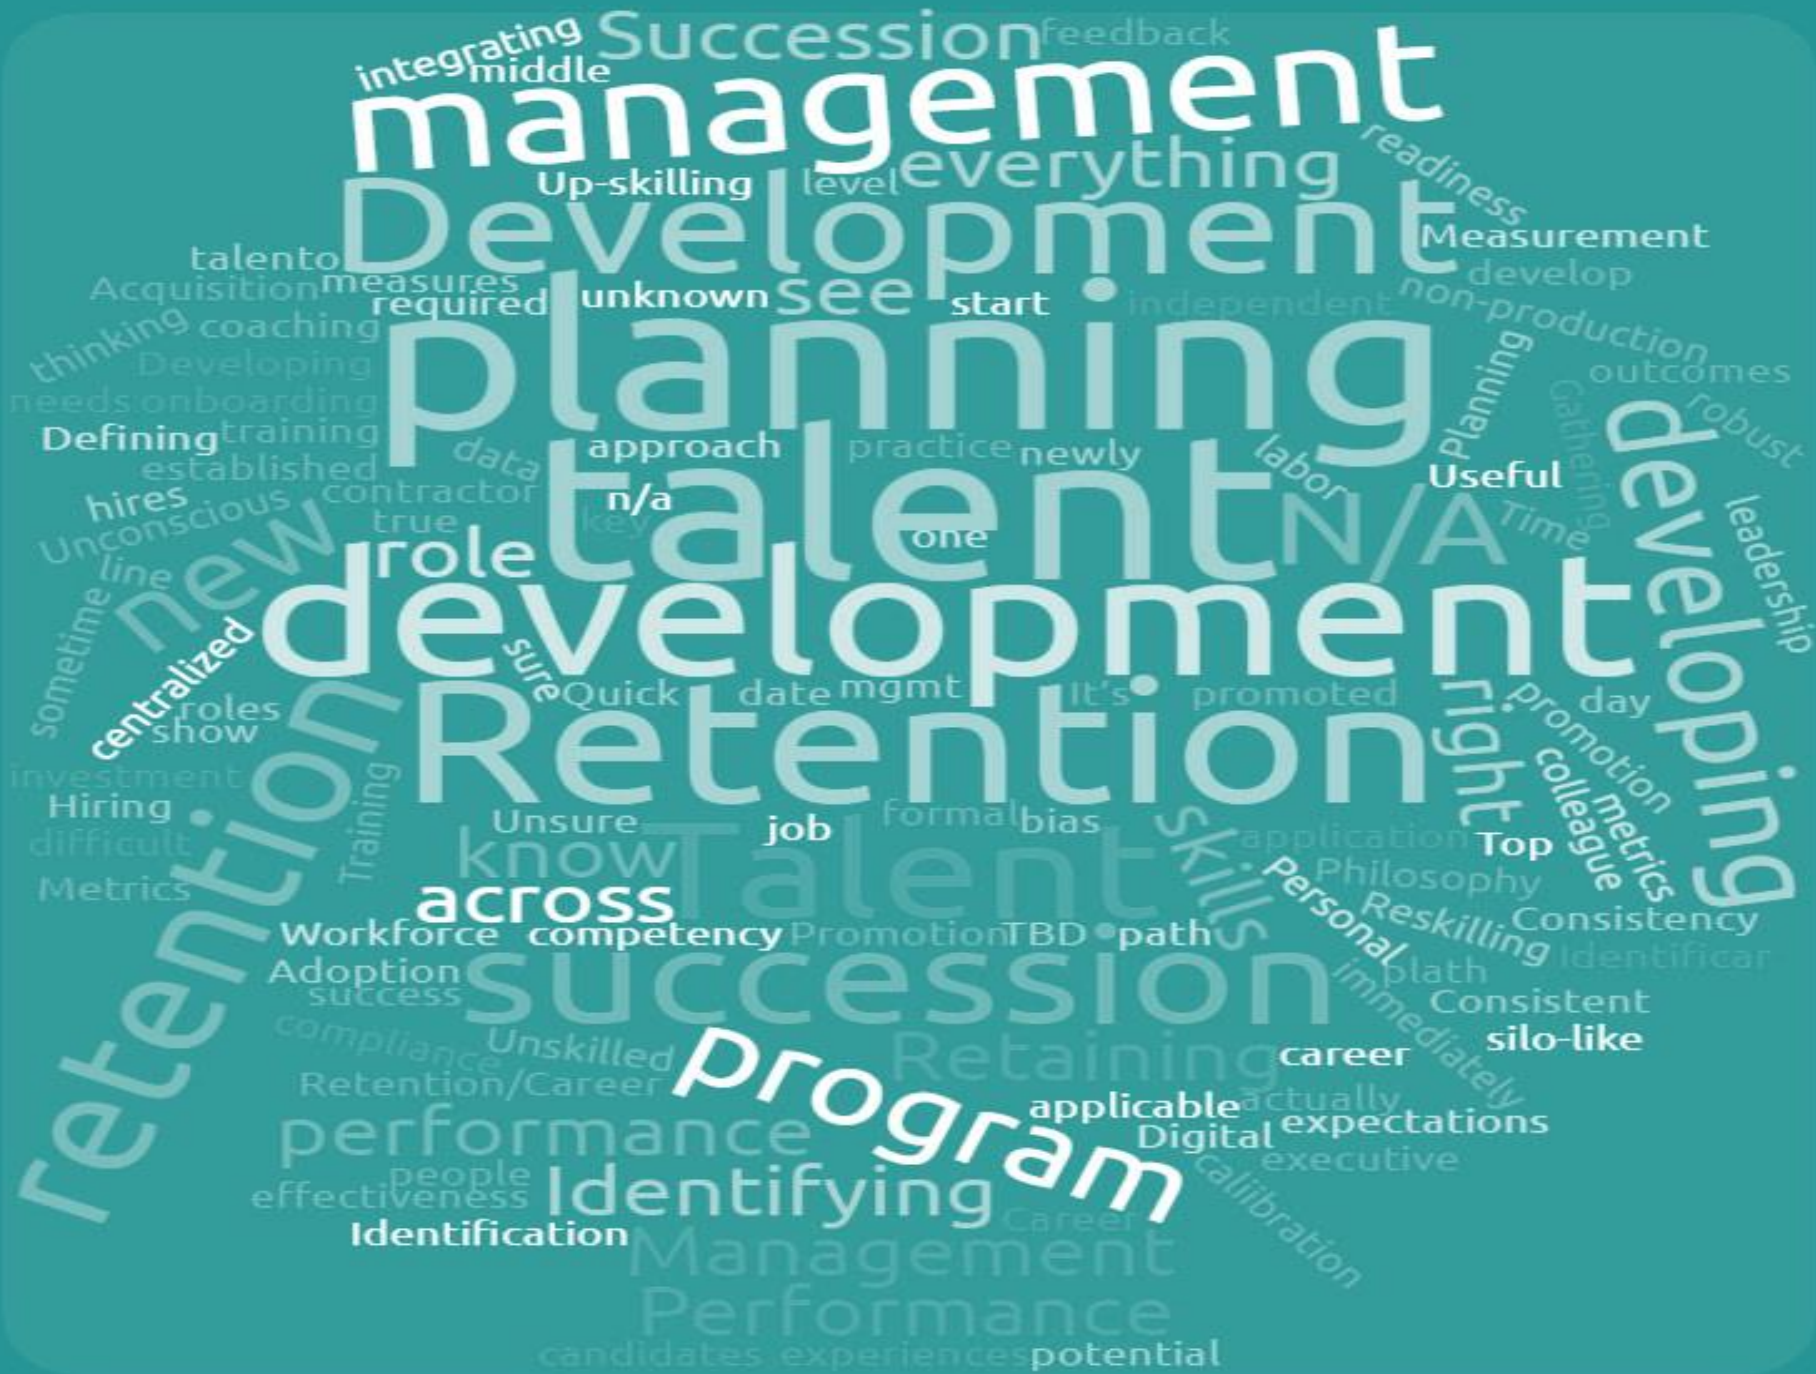 integrating Succession feedback
middle
management
Up-skilling level everything readiness
Development Measurement
talento
Acquisition measures develop
required unknown see start independent non-production
thinking coaching
Developing planning Planning outcomes
needs onboarding robust
Defining training data approach practice newly labor Gathering developing
established Useful
hires contractor n/a talent N/A Time leadership
Unconscious true key
new role one
line
development
sometime centralized sure
roles Quick date mgmt It's promoted right promotion day
show
Retention
investment retention Training colleague metrics
Hiring Unsure job formal bias Skills
difficult know Talent application Top
Metrics Philosophy
across Personal Reskilling Consistency
Workforce competency Promotion TBD path
Adoption succession plath Identificar
success immediately Consistent
compliance Unskilled program Retaining career silo-like
Retention/Career applicable actually
performance Digital expectations
people executive
effectiveness Identifying caliibration
Identification Career
Management
Performance
candidates experiences potential